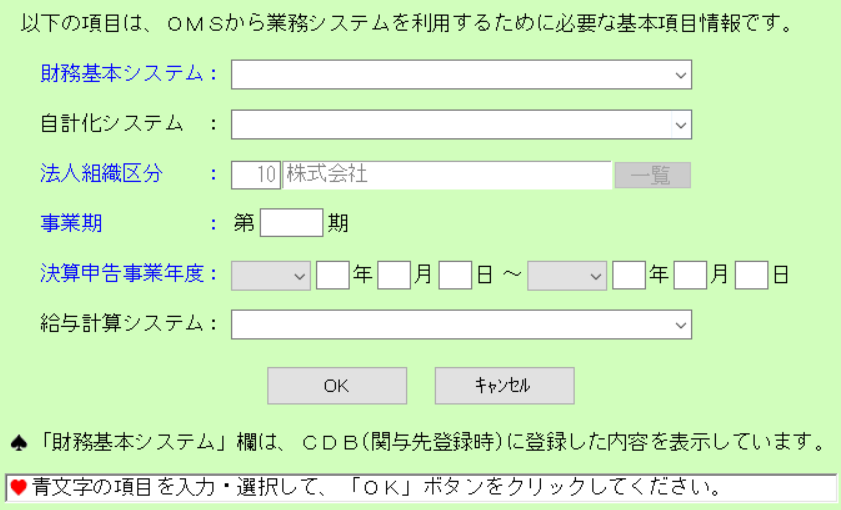 以下の項目は、ＯＭＳから業務システムを利用するために必要な基本項目情報です。
財務基本システム：
自計化システム ：
法人組織区分 ： 10 株式会社 一覧
事業期 ： 第 期
決算申告事業年度： 年 月 日 ～ 年 月 日
給与計算システム：
OK ｷｬﾝｾﾙ
♠「財務基本システム」欄は、ＣＤＢ(関与先登録時)に登録した内容を表示しています。
♥青文字の項目を入力・選択して、「ＯＫ」ボタンをクリックしてください。